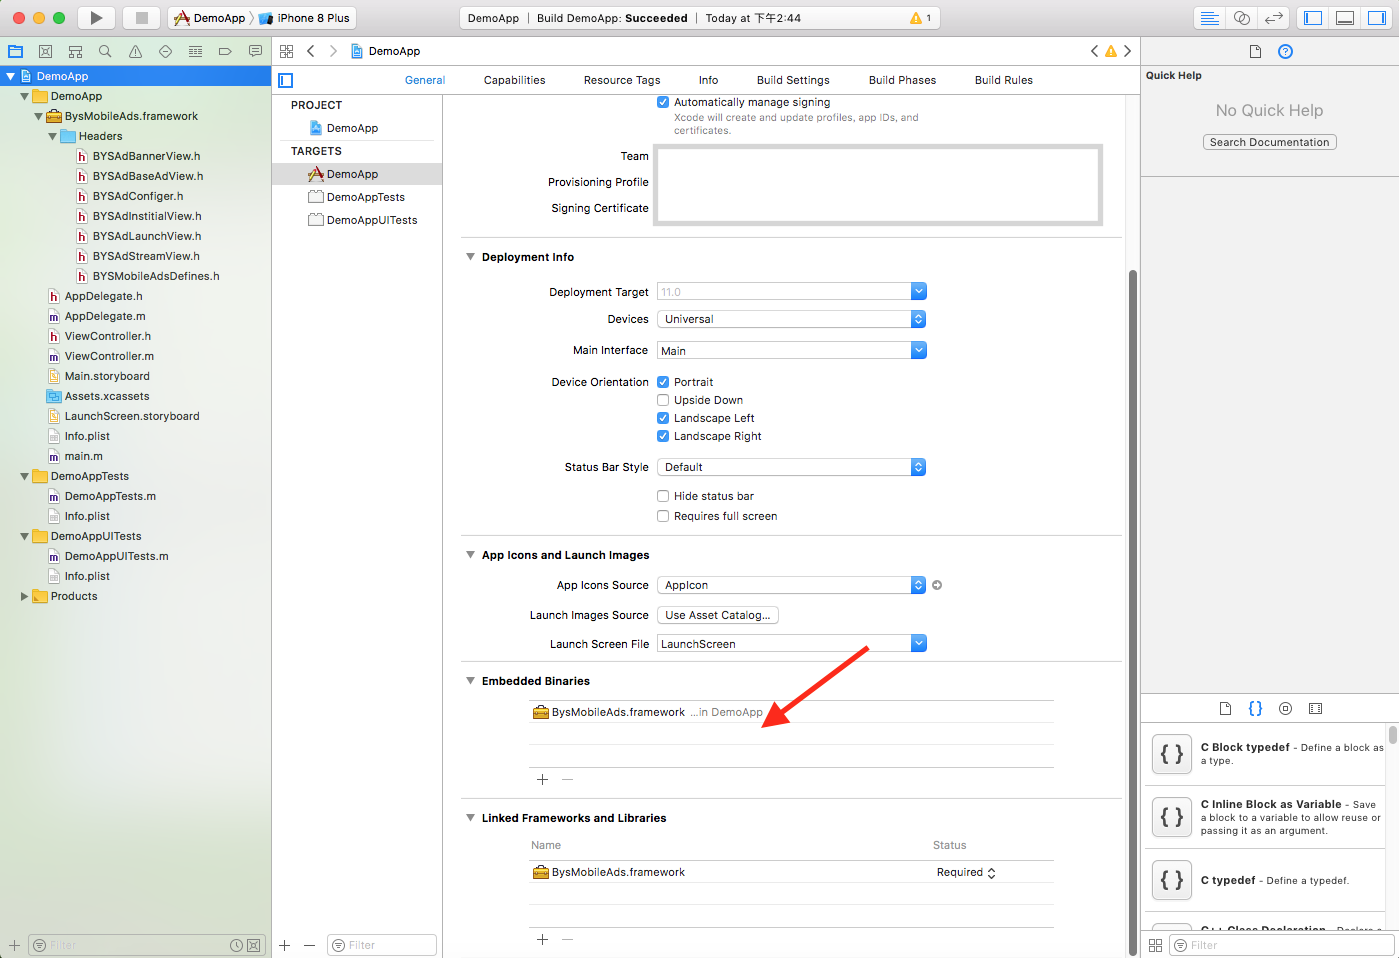 DemoApp
iPhone 8 Plus
DemoApp
Build DemoApp: Succeeded
Today at 下午2:44
1
DemoApp
DemoApp
BysMobileAds.framework
Headers
BYSAdBannerView.h
BYSAdBaseAdView.h
BYSAdConfiger.h
BYSAdInstitialView.h
BYSAdLaunchView.h
BYSAdStreamView.h
BYSMobileAdsDefines.h
AppDelegate.h
AppDelegate.m
ViewController.h
ViewController.m
Main.storyboard
Assets.xcassets
LaunchScreen.storyboard
Info.plist
main.m
DemoAppTests
DemoAppTests.m
Info.plist
DemoAppUITests
DemoAppUITests.m
Info.plist
Products
Filter
DemoApp
General
Capabilities
Resource Tags
Info
Build Settings
Build Phases
Build Rules
PROJECT
DemoApp
TARGETS
DemoApp
DemoAppTests
DemoAppUITests
Filter
Automatically manage signing
Xcode will create and update profiles, app IDs, and
certificates.
Team
Provisioning Profile
Signing Certificate
Deployment Info
Deployment Target 11.0
Devices Universal
Main Interface Main
Device Orientation Portrait
Upside Down
Landscape Left
Landscape Right
Status Bar Style Default
Hide status bar
Requires full screen
App Icons and Launch Images
App Icons Source AppIcon
Launch Images Source Use Asset Catalog...
Launch Screen File LaunchScreen
Embedded Binaries
BysMobileAds.framework ...in DemoApp
Linked Frameworks and Libraries
Name Status
BysMobileAds.framework Required
Quick Help
No Quick Help
Search Documentation
{ } C Block typedef - Define a block as
a type.
{ } C Inline Block as Variable - Save
a block to a variable to allow reuse or
passing it as an argument.
{ } C typedef - Define a typedef.
C++ Class Declaration - Declare a
Filter